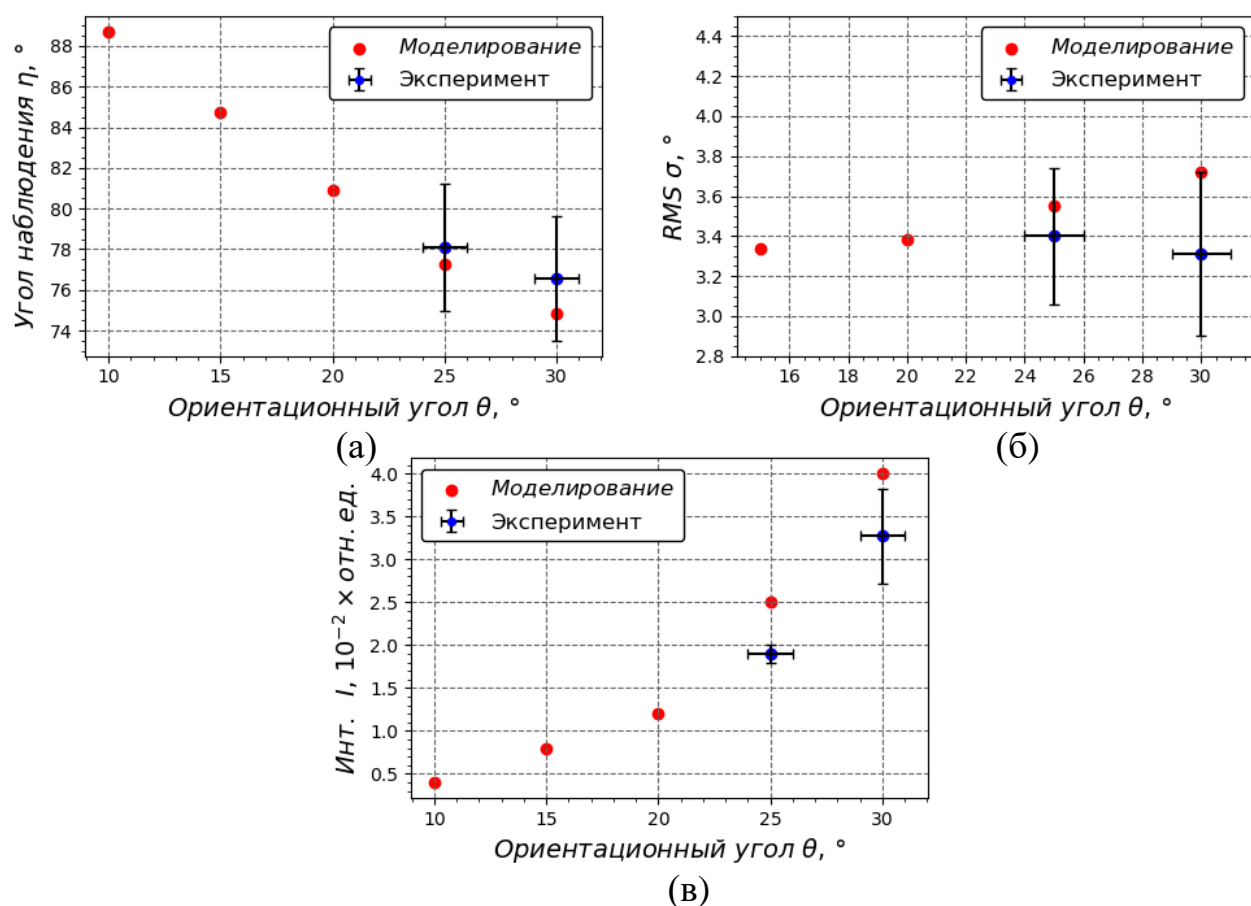 88
86
84
82
80
78
76
74
Угол наблюдения η, °
Моделирование
Эксперимент
10 15 20 25 30
Ориентационный угол θ, °
(а)
4.4
4.2
4.0
3.8
3.6
3.4
3.2
3.0
2.8
RMS σ, °
Моделирование
Эксперимент
16 18 20 22 24 26 28 30
Ориентационный угол θ, °
(б)
4.0
3.5
3.0
2.5
2.0
1.5
1.0
0.5
Инт. I, 10⁻² × отн. ед.
Моделирование
Эксперимент
10 15 20 25 30
Ориентационный угол θ, °
(в)